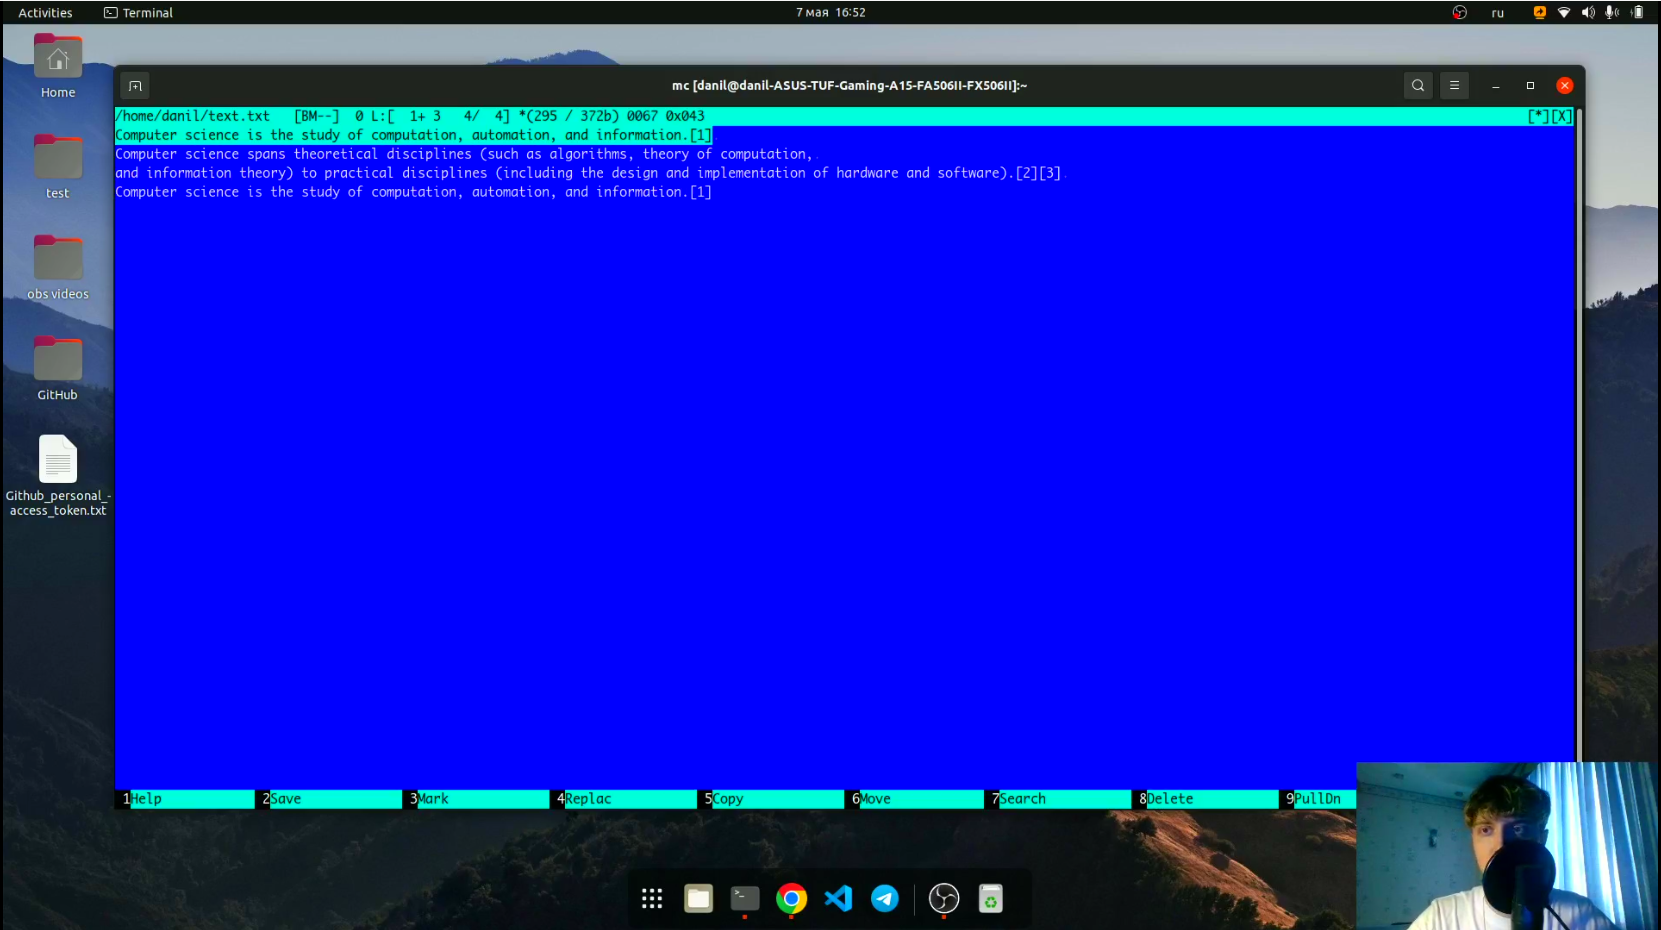 Activities
Terminal
7 мая 16:52
ru
Home
test
obs videos
GitHub
Github_personal_-
access_token.txt
mc [danil@danil-ASUS-TUF-Gaming-A15-FA506II-FX506II]:~
/home/danil/text.txt [BM--] 0 L:[ 1+ 3 4/ 4] *(295 / 372b) 0067 0x043 [*][X]
Computer science is the study of computation, automation, and information.[1]
Computer science spans theoretical disciplines (such as algorithms, theory of computation,
and information theory) to practical disciplines (including the design and implementation of hardware and software).[2][3]
Computer science is the study of computation, automation, and information.[1]
1Help 2Save 3Mark 4Replac 5Copy 6Move 7Search 8Delete 9PullDn